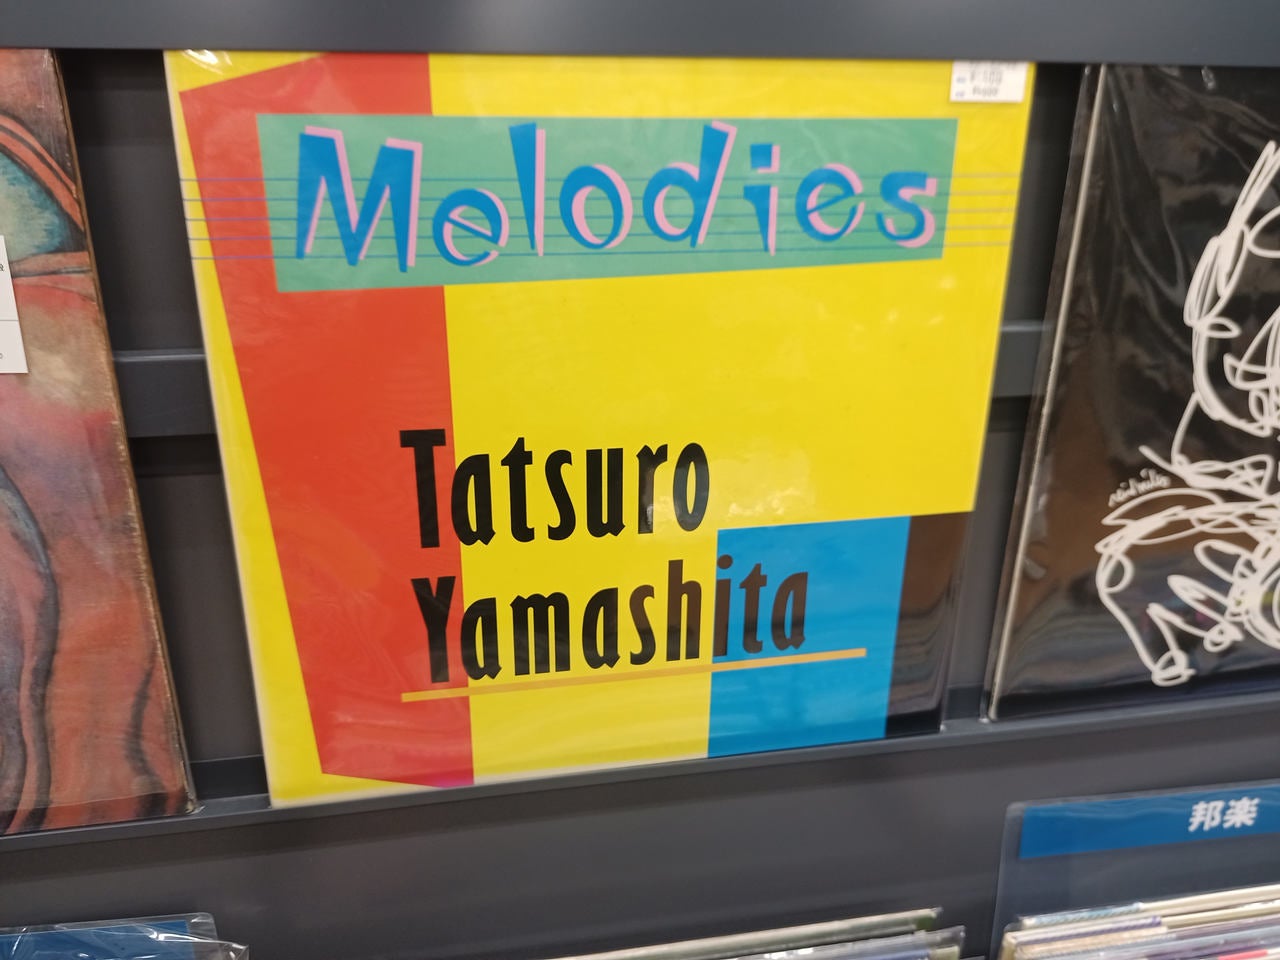 Melodies
Tatsuro
Yamashita
邦楽